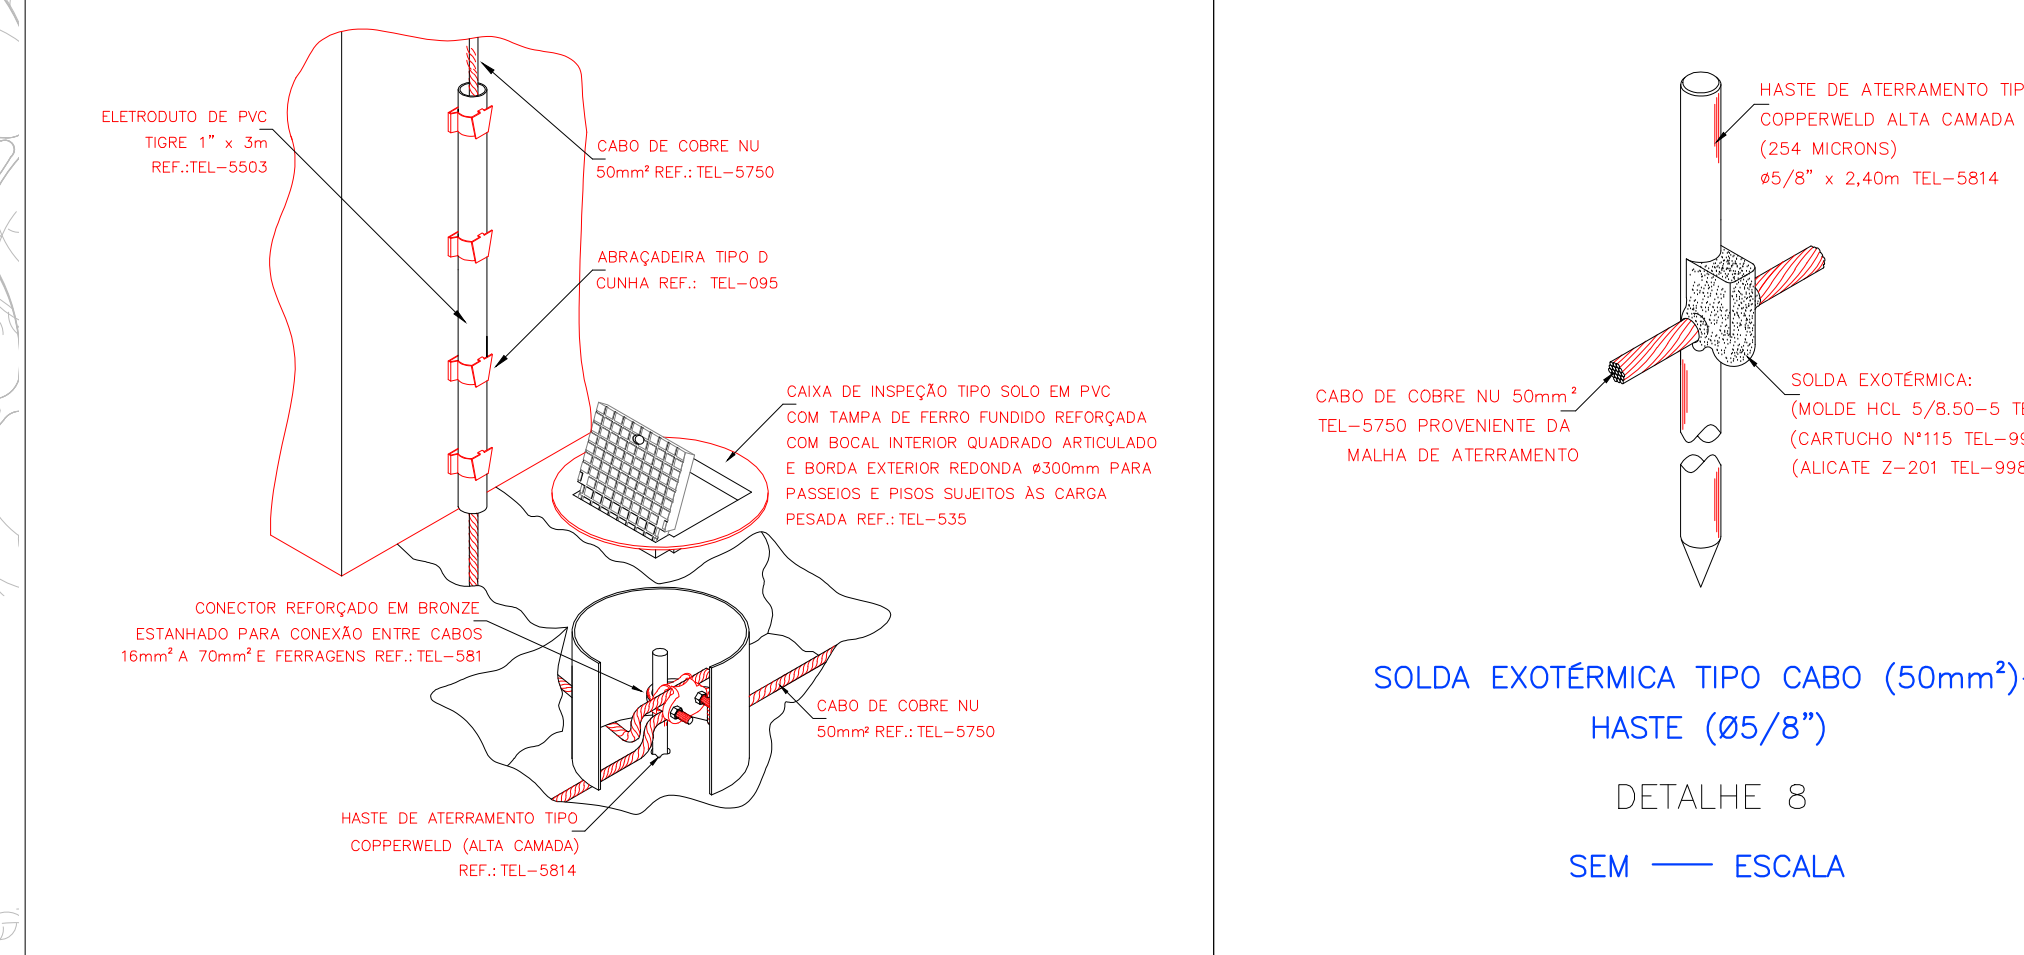 ELETRODUTO DE PVC
TIGRE 1" x 3m
REF.:TEL-5503
CABO DE COBRE NU
50mm² REF.: TEL-5750
ABRAÇADEIRA TIPO D
CUNHA REF.: TEL-095
CAIXA DE INSPEÇÃO TIPO SOLO EM PVC
COM TAMPA DE FERRO FUNDIDO REFORÇADA
COM BOCAL INTERIOR QUADRADO ARTICULADO
E BORDA EXTERIOR REDONDA ø300mm PARA
PASSEIOS E PISOS SUJEITOS ÀS CARGA
PESADA REF.: TEL-535
CONECTOR REFORÇADO EM BRONZE
ESTANHADO PARA CONEXÃO ENTRE CABOS
16mm² A 70mm² E FERRAGENS REF.: TEL-581
CABO DE COBRE NU
50mm² REF.: TEL-5750
HASTE DE ATERRAMENTO TIPO
COPPERWELD (ALTA CAMADA)
REF.: TEL-5814
HASTE DE ATERRAMENTO TIP
COPPERWELD ALTA CAMADA
(254 MICRONS)
ø5/8" x 2,40m TEL-5814
CABO DE COBRE NU 50mm²
TEL-5750 PROVENIENTE DA
MALHA DE ATERRAMENTO
SOLDA EXOTÉRMICA:
(MOLDE HCL 5/8.50-5 TE
(CARTUCHO N°115 TEL-99
(ALICATE Z-201 TEL-998
SOLDA EXOTÉRMICA TIPO CABO (50mm²)-
HASTE (Ø5/8")
DETALHE 8
SEM — ESCALA